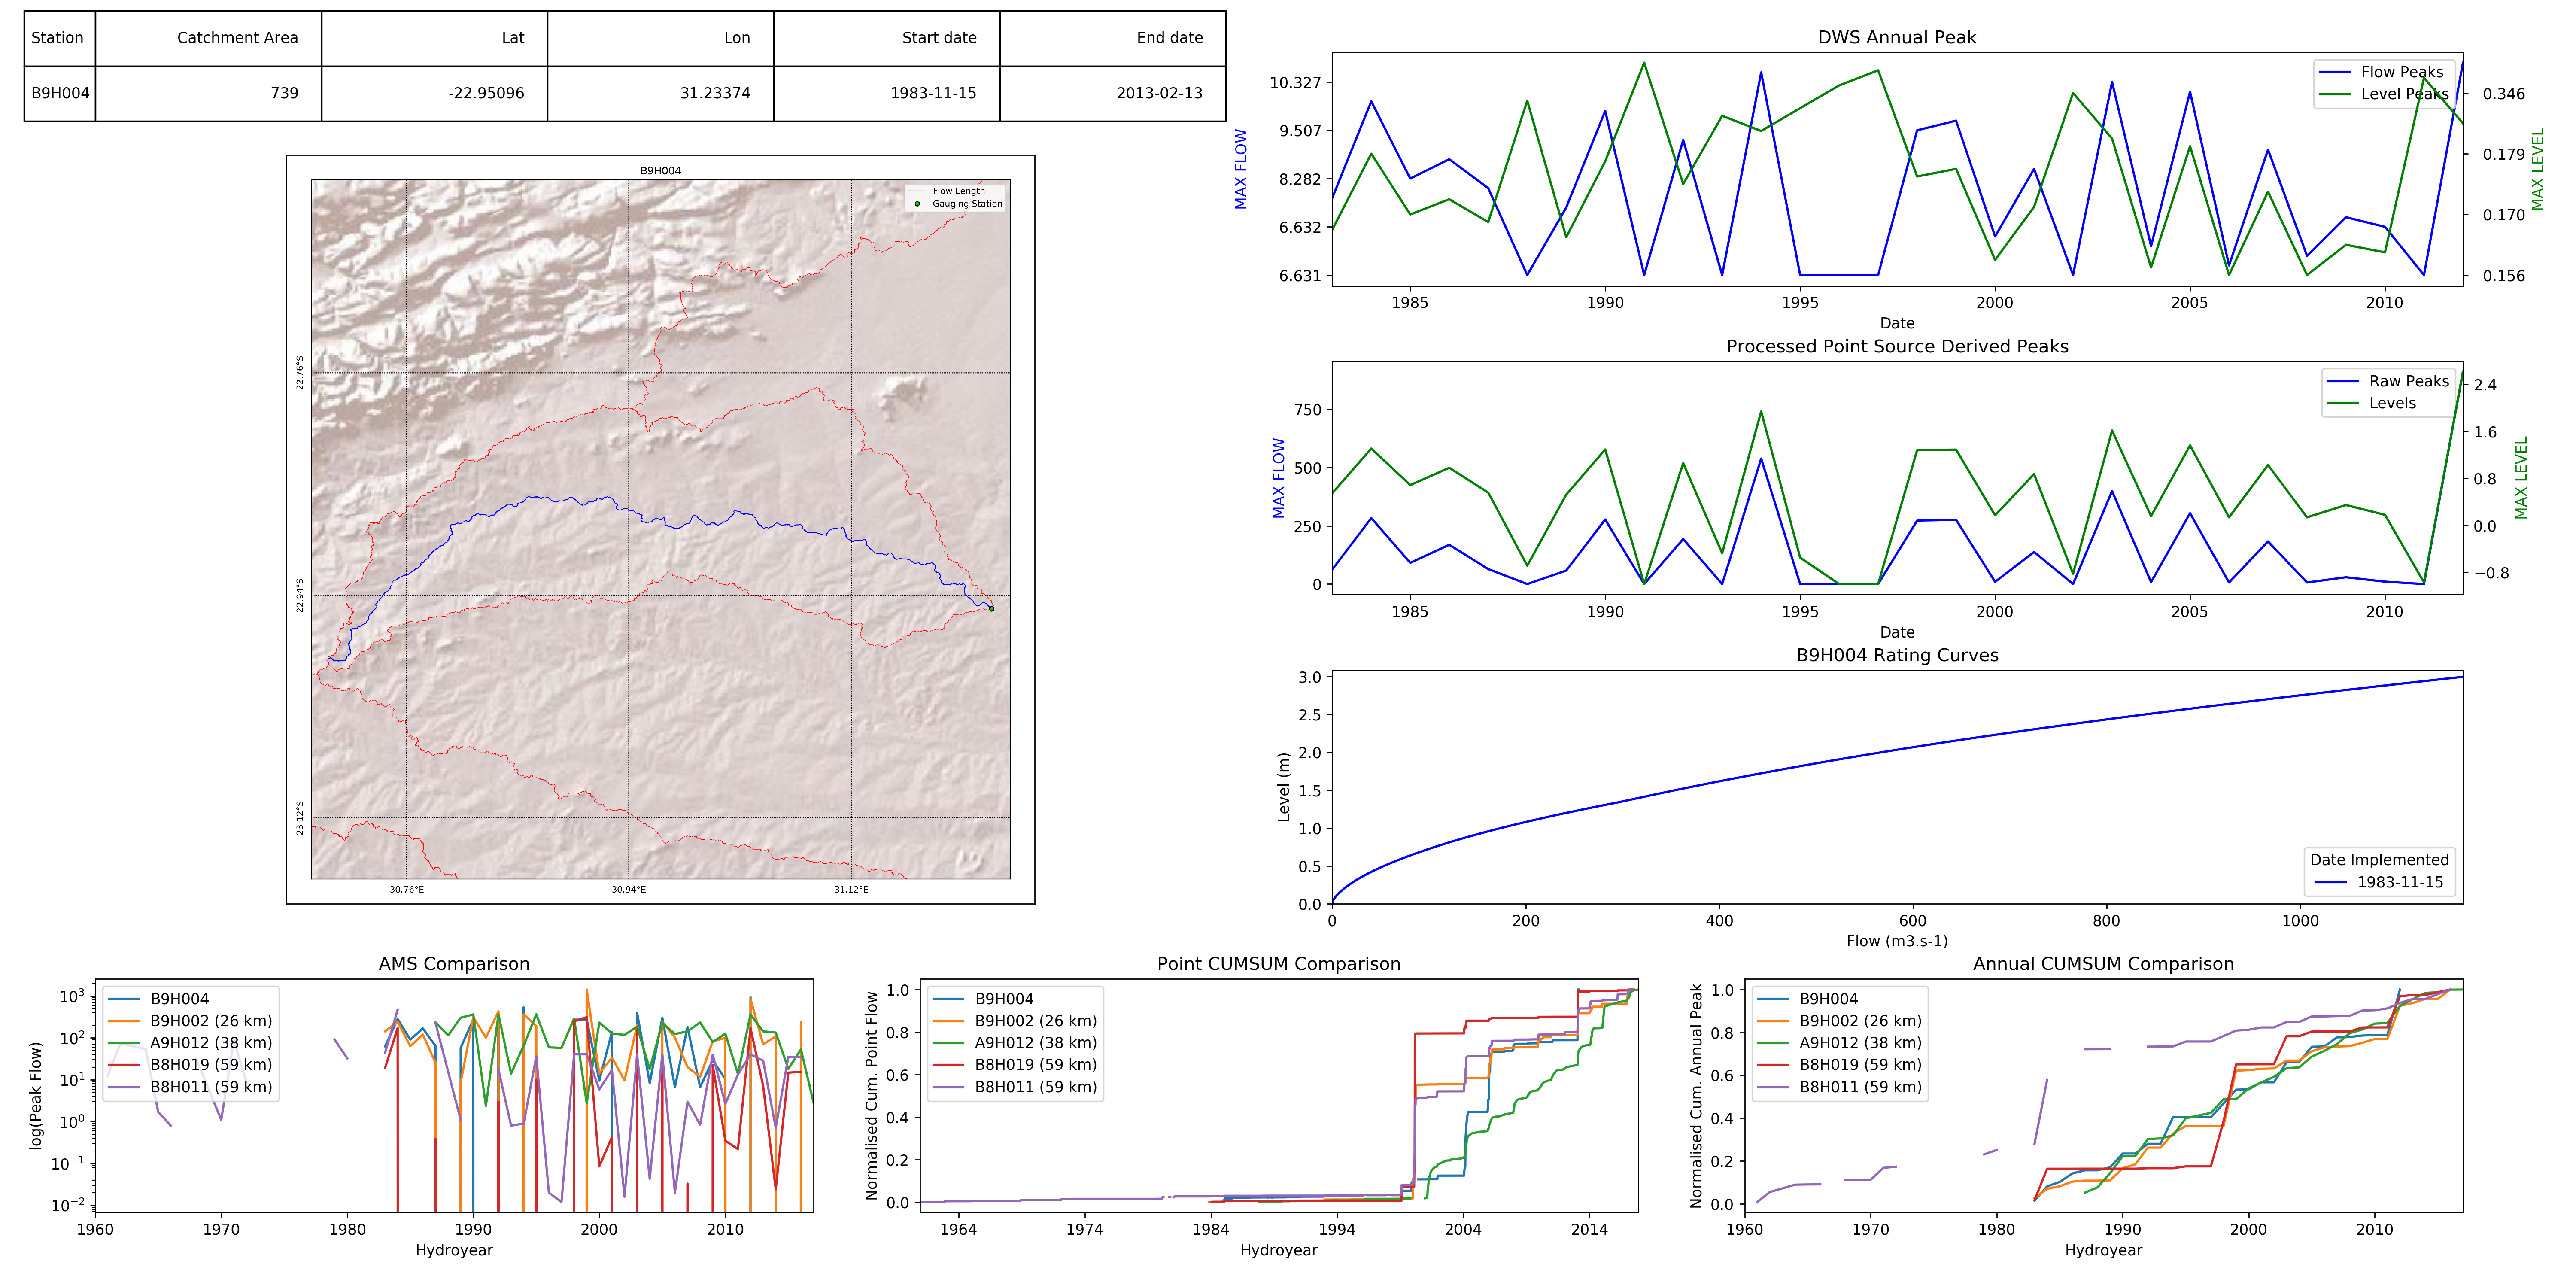 Station Catchment Area Lat Lon Start date End date
B9H004 739 -22.95096 31.23374 1983-11-15 2013-02-13
B9H004
Flow Length
Gauging Station
22.76°S
22.94°S
23.12°S
30.76°E 30.94°E 31.12°E
DWS Annual Peak
Flow Peaks
Level Peaks
MAX FLOW
10.327
9.507
8.282
6.632
6.631
MAX LEVEL
0.346
0.179
0.170
0.156
1985 1990 1995 2000 2005 2010
Date
Processed Point Source Derived Peaks
Raw Peaks
Levels
MAX FLOW
750
500
250
0
MAX LEVEL
2.4
1.6
0.8
0.0
−0.8
1985 1990 1995 2000 2005 2010
Date
B9H004 Rating Curves
Level (m)
3.0
2.5
2.0
1.5
1.0
0.5
0.0
Date Implemented
1983-11-15
0 200 400 600 800 1000
Flow (m3.s-1)
AMS Comparison
B9H004
B9H002 (26 km)
A9H012 (38 km)
B8H019 (59 km)
B8H011 (59 km)
log(Peak Flow)
10³
10²
10¹
10⁰
10⁻¹
10⁻²
1960 1970 1980 1990 2000 2010
Hydroyear
Point CUMSUM Comparison
B9H004
B9H002 (26 km)
A9H012 (38 km)
B8H019 (59 km)
B8H011 (59 km)
Normalised Cum. Point Flow
1.0
0.8
0.6
0.4
0.2
0.0
1964 1974 1984 1994 2004 2014
Hydroyear
Annual CUMSUM Comparison
B9H004
B9H002 (26 km)
A9H012 (38 km)
B8H019 (59 km)
B8H011 (59 km)
Normalised Cum. Annual Peak
1.0
0.8
0.6
0.4
0.2
0.0
1960 1970 1980 1990 2000 2010
Hydroyear